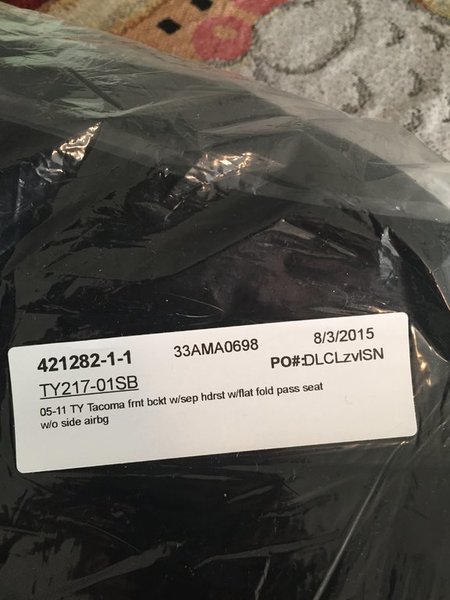 421282-1-1 33AMA0698 8/3/2015
TY217-01SB PO#:DLCLzvISN
05-11 TY Tacoma frnt bckt w/sep hdrst w/flat fold pass seat
w/o side airbg